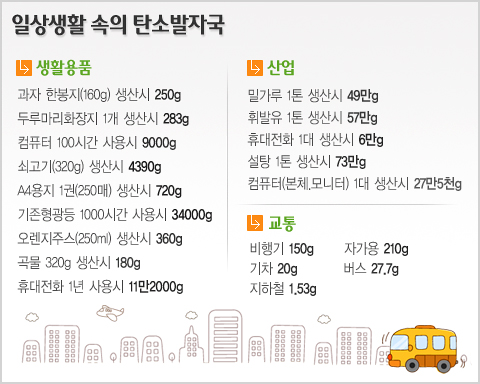 일상생활 속의 탄소발자국
생활용품
과자 한봉지(160g) 생산시 250g
두루마리화쟝지 1개 생산시 283g
컴퓨터 100시간 사용시 9000g
쇠고기(320g) 생산시 4390g
A4용지 1권(250매) 생산시 720g
기존형광등 1000시간 사용시 34000g
오렌지주스(250ml) 생산시 360g
곡물 320g 생산시 180g
휴대전화 1년 사용시 11만2000g
산업
밀가루 1톤 생산시 49만g
휘발유 1톤 생산시 57만g
휴대전화 1대 생산시 6만g
설탕 1톤 생산시 73만g
컴퓨터(본체.모니터) 1대 생산시 27만5천g
교통
비행기 150g 자가용 210g
기차 20g 버스 27.7g
지하철 1.53g